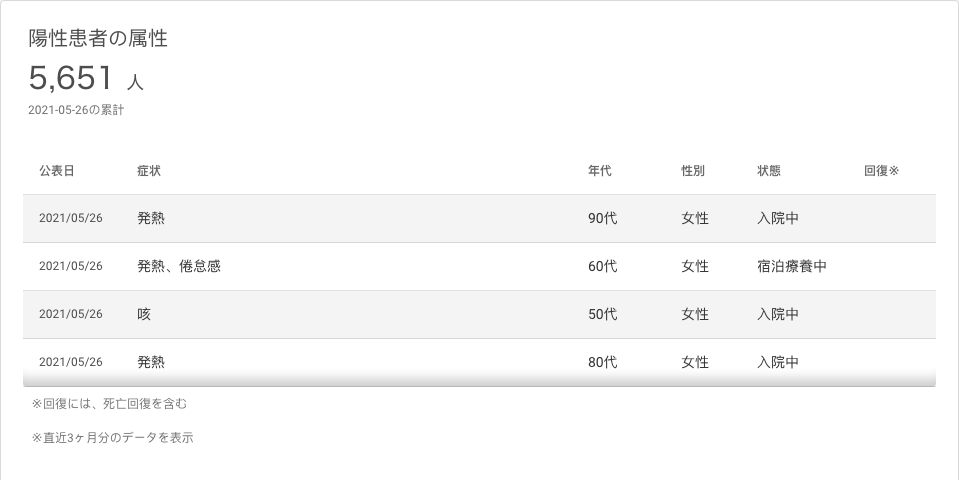 陽性患者の属性
5,651 人
2021-05-26の累計
公表日 症状 年代 性別 状態 回復※
2021/05/26 発熱 90代 女性 入院中
2021/05/26 発熱、倦怠感 60代 女性 宿泊療養中
2021/05/26 咳 50代 女性 入院中
2021/05/26 発熱 80代 女性 入院中
※回復には、死亡回復を含む
※直近3ヶ月分のデータを表示